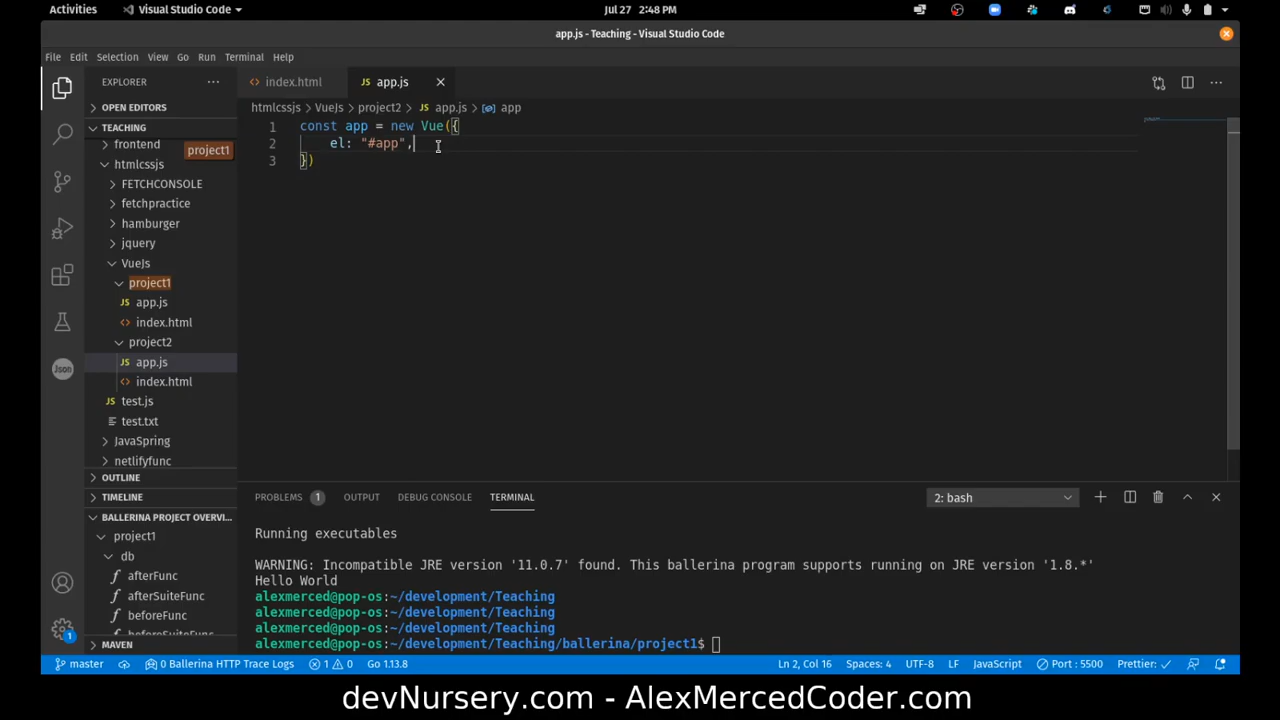 Activities
Visual Studio Code
Jul 27 2:48 PM
app.js - Teaching - Visual Studio Code
File Edit Selection View Go Run Terminal Help
EXPLORER
index.html
JS app.js
OPEN EDITORS
htmlcssjs > VueJs > project2 > JS app.js > app
TEACHING
frontend
project1
htmlcssjs
FETCHCONSOLE
fetchpractice
hamburger
jquery
VueJs
project1
JS app.js
index.html
project2
JS app.js
index.html
JS test.js
test.txt
JavaSpring
netlifyfunc
OUTLINE
TIMELINE
BALLERINA PROJECT OVERVI...
project1
db
afterFunc
afterSuiteFunc
beforeFunc
beforeSuiteFunc
MAVEN
Json
1
1 const app = new Vue({
2 el: "#app",
3 })
PROBLEMS 1 OUTPUT DEBUG CONSOLE TERMINAL
2: bash
Running executables
WARNING: Incompatible JRE version '11.0.7' found. This ballerina program supports running on JRE version '1.8.*'
Hello World
alexmerced@pop-os:~/development/Teaching
alexmerced@pop-os:~/development/Teaching
alexmerced@pop-os:~/development/Teaching
alexmerced@pop-os:~/development/Teaching/ballerina/project1$
master 0 Ballerina HTTP Trace Logs 1 0 Go 1.13.8
Ln 2, Col 16 Spaces: 4 UTF-8 LF JavaScript Port : 5500 Prettier: ✓
devNursery.com - AlexMercedCoder.com